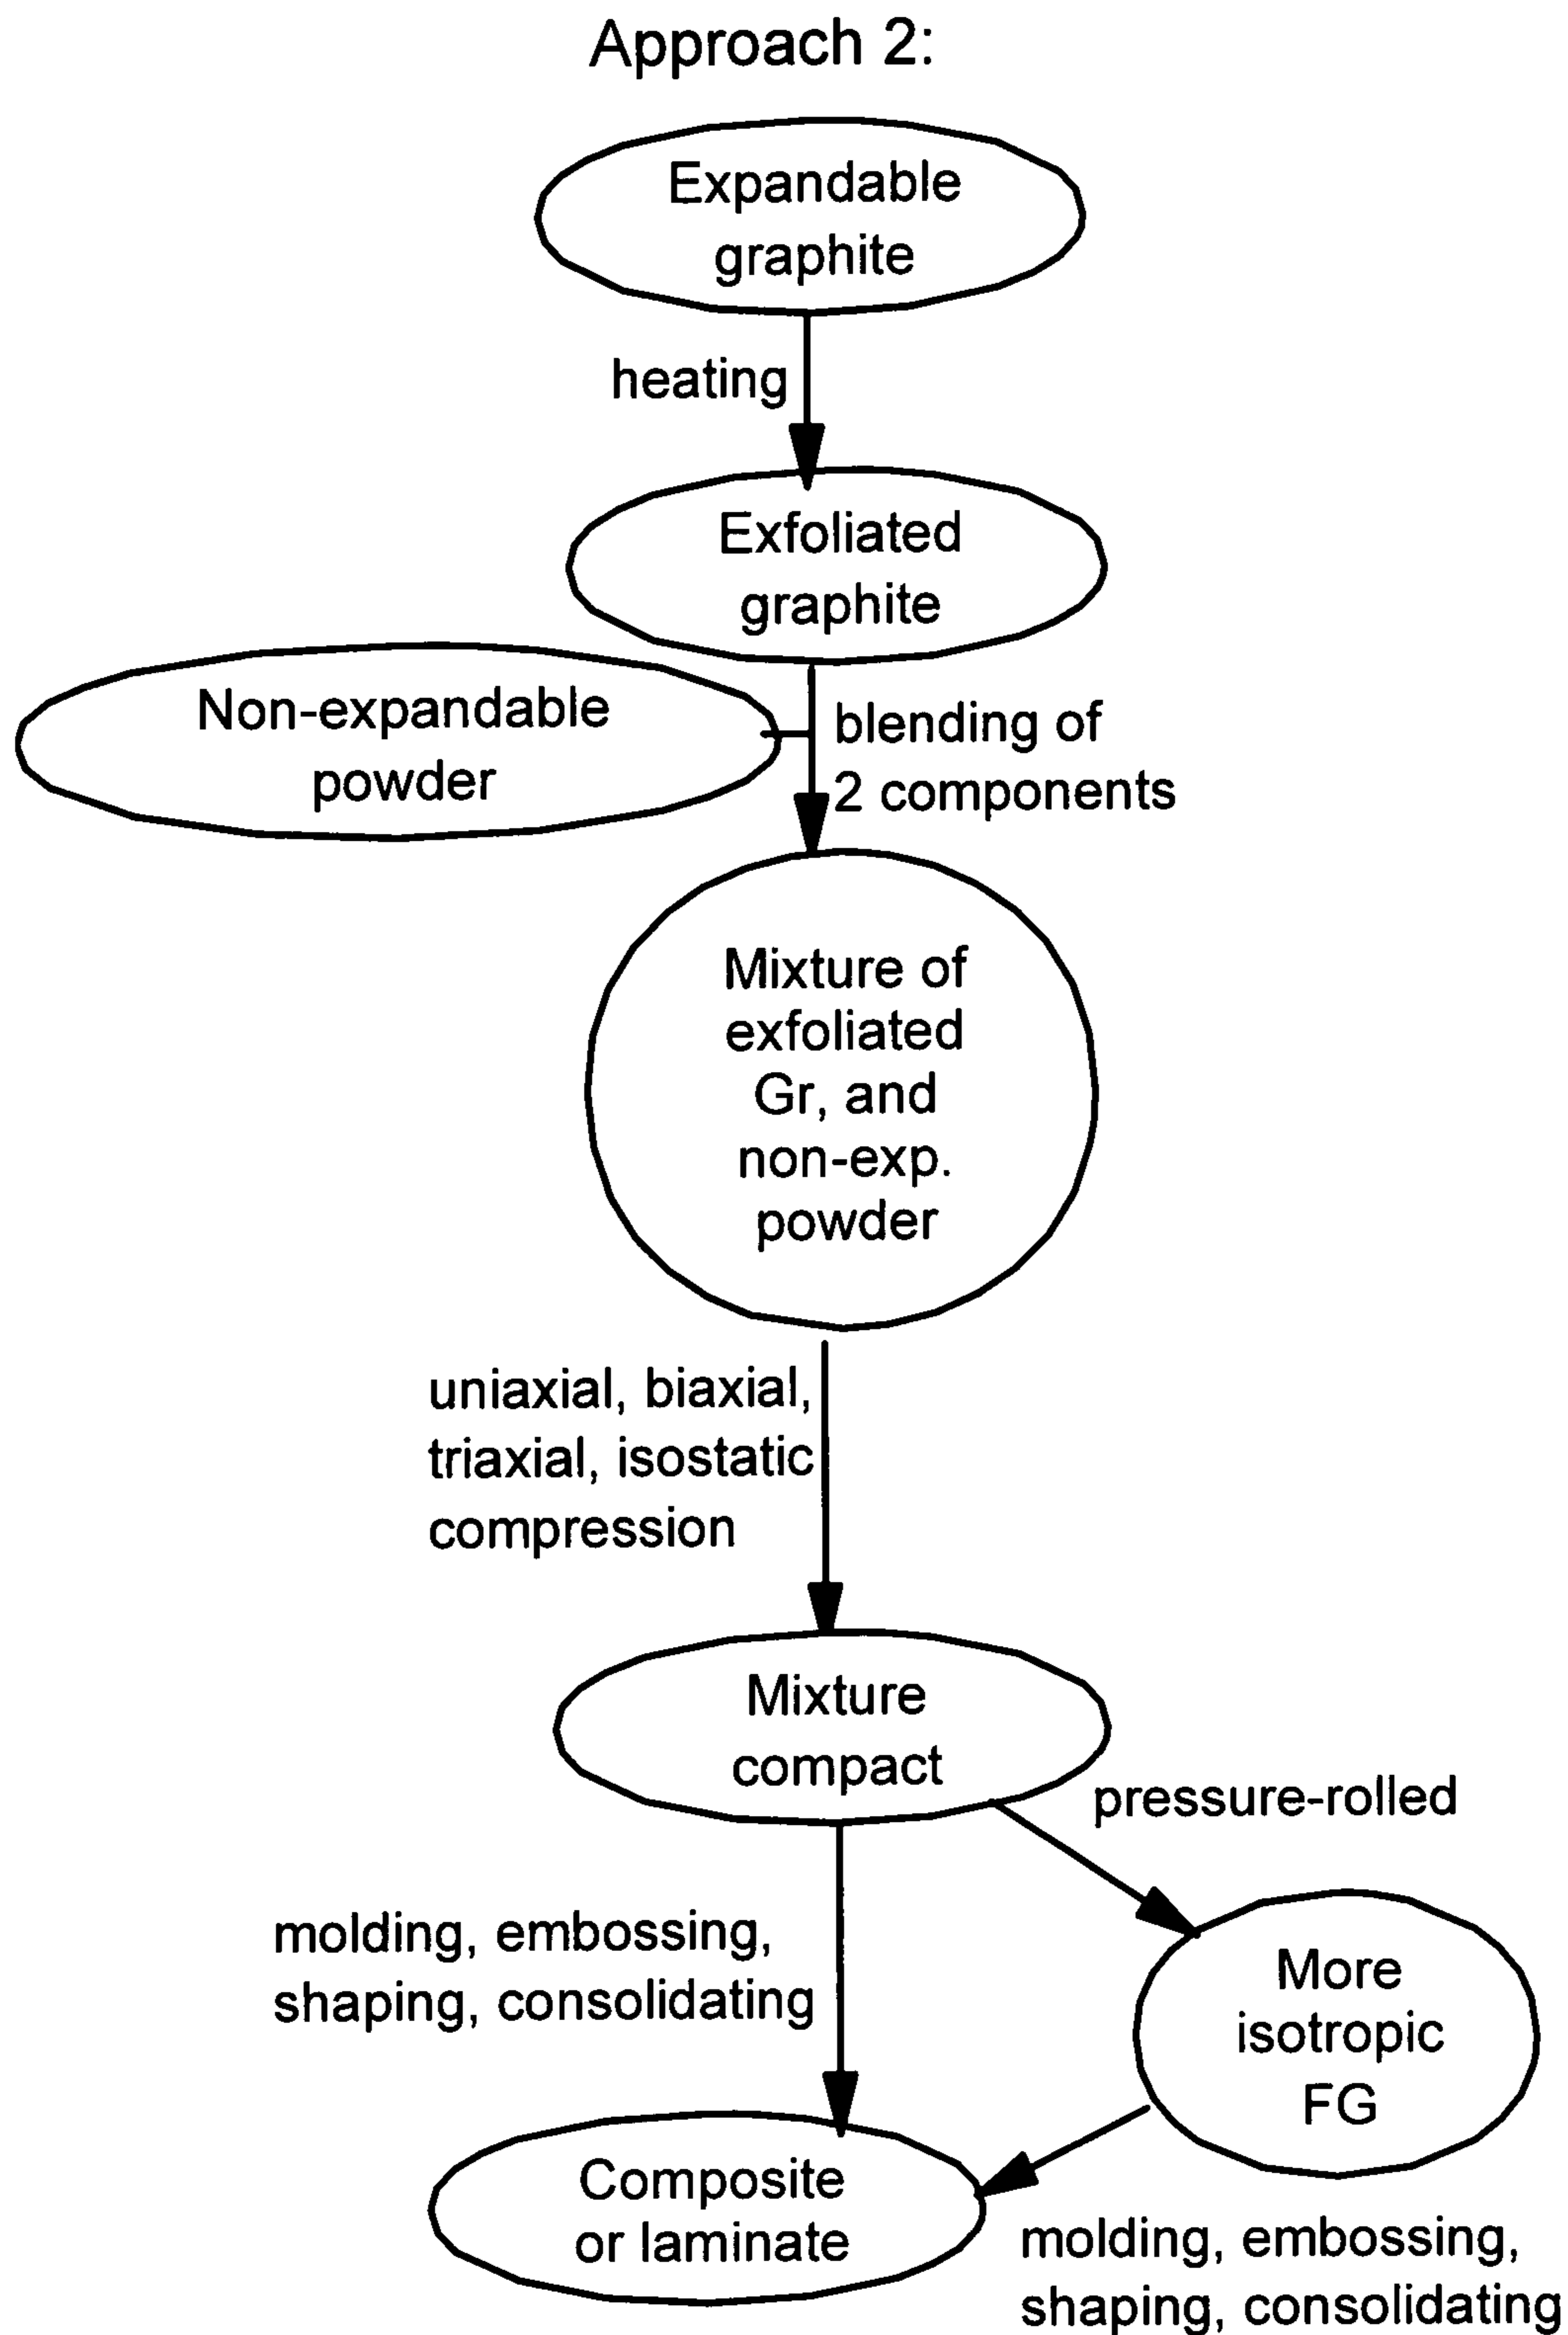 Approach 2:
Expandable
graphite
heating
Exfoliated
graphite
Non-expandable
powder
blending of
2 components
Mixture of
exfoliated
Gr, and
non-exp.
powder
uniaxial, biaxial,
triaxial, isostatic
compression
Mixture
compact
pressure-rolled
molding, embossing,
shaping, consolidating
More
isotropic
FG
Composite
or laminate
molding, embossing,
shaping, consolidating